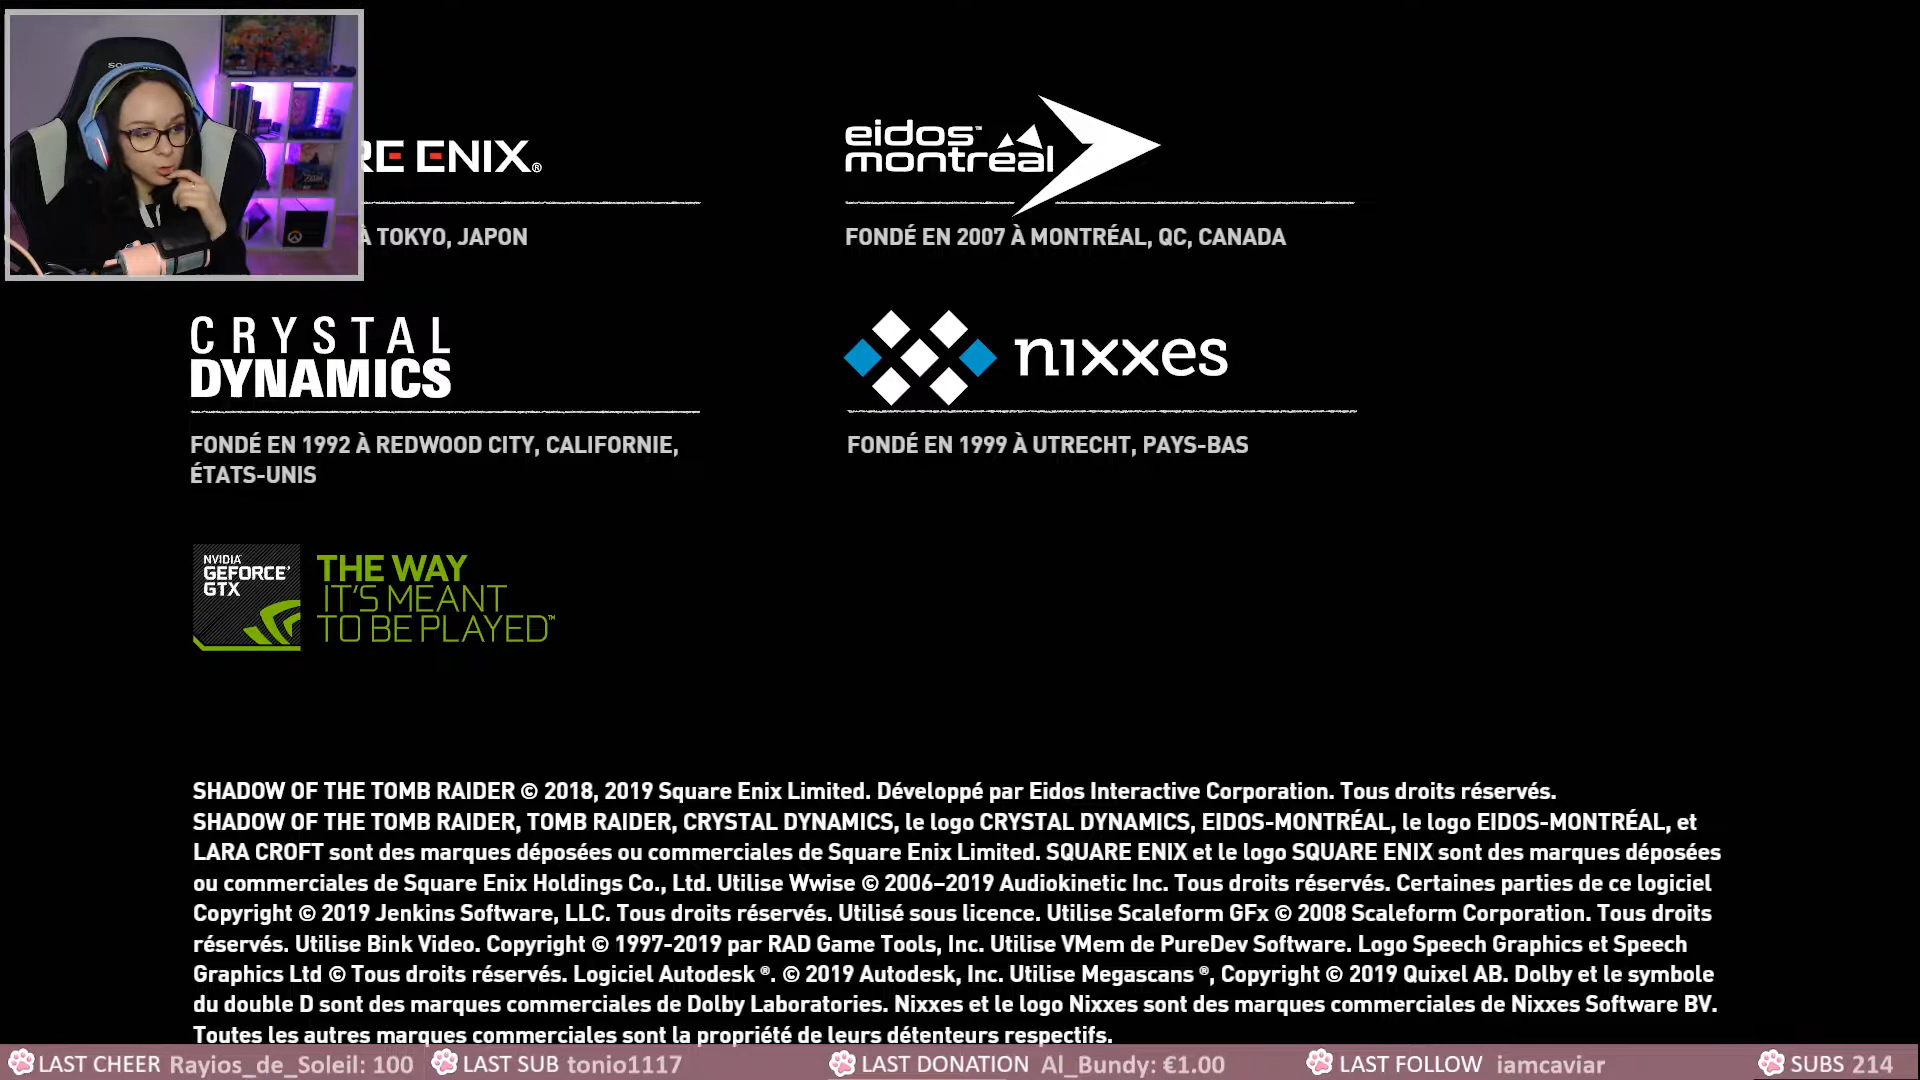 RE ENIX®
À TOKYO, JAPON
eidos™
montréal
FONDÉ EN 2007 À MONTRÉAL, QC, CANADA
CRYSTAL
DYNAMICS
FONDÉ EN 1992 À REDWOOD CITY, CALIFORNIE,
ÉTATS-UNIS
nixxes
FONDÉ EN 1999 À UTRECHT, PAYS-BAS
NVIDIA
GEFORCE®
GTX
THE WAY
IT'S MEANT
TO BE PLAYED™
SHADOW OF THE TOMB RAIDER © 2018, 2019 Square Enix Limited. Développé par Eidos Interactive Corporation. Tous droits réservés.
SHADOW OF THE TOMB RAIDER, TOMB RAIDER, CRYSTAL DYNAMICS, le logo CRYSTAL DYNAMICS, EIDOS-MONTRÉAL, le logo EIDOS-MONTRÉAL, et
LARA CROFT sont des marques déposées ou commerciales de Square Enix Limited. SQUARE ENIX et le logo SQUARE ENIX sont des marques déposées
ou commerciales de Square Enix Holdings Co., Ltd. Utilise Wwise © 2006–2019 Audiokinetic Inc. Tous droits réservés. Certaines parties de ce logiciel
Copyright © 2019 Jenkins Software, LLC. Tous droits réservés. Utilisé sous licence. Utilise Scaleform GFx © 2008 Scaleform Corporation. Tous droits
réservés. Utilise Bink Video. Copyright © 1997-2019 par RAD Game Tools, Inc. Utilise VMem de PureDev Software. Logo Speech Graphics et Speech
Graphics Ltd © Tous droits réservés. Logiciel Autodesk ®. © 2019 Autodesk, Inc. Utilise Megascans ®, Copyright © 2019 Quixel AB. Dolby et le symbole
du double D sont des marques commerciales de Dolby Laboratories. Nixxes et le logo Nixxes sont des marques commerciales de Nixxes Software BV.
Toutes les autres marques commerciales sont la propriété de leurs détenteurs respectifs.
LAST CHEER Rayios_de_Soleil: 100 LAST SUB tonio1117 LAST DONATION Al_Bundy: €1.00 LAST FOLLOW iamcaviar SUBS 214